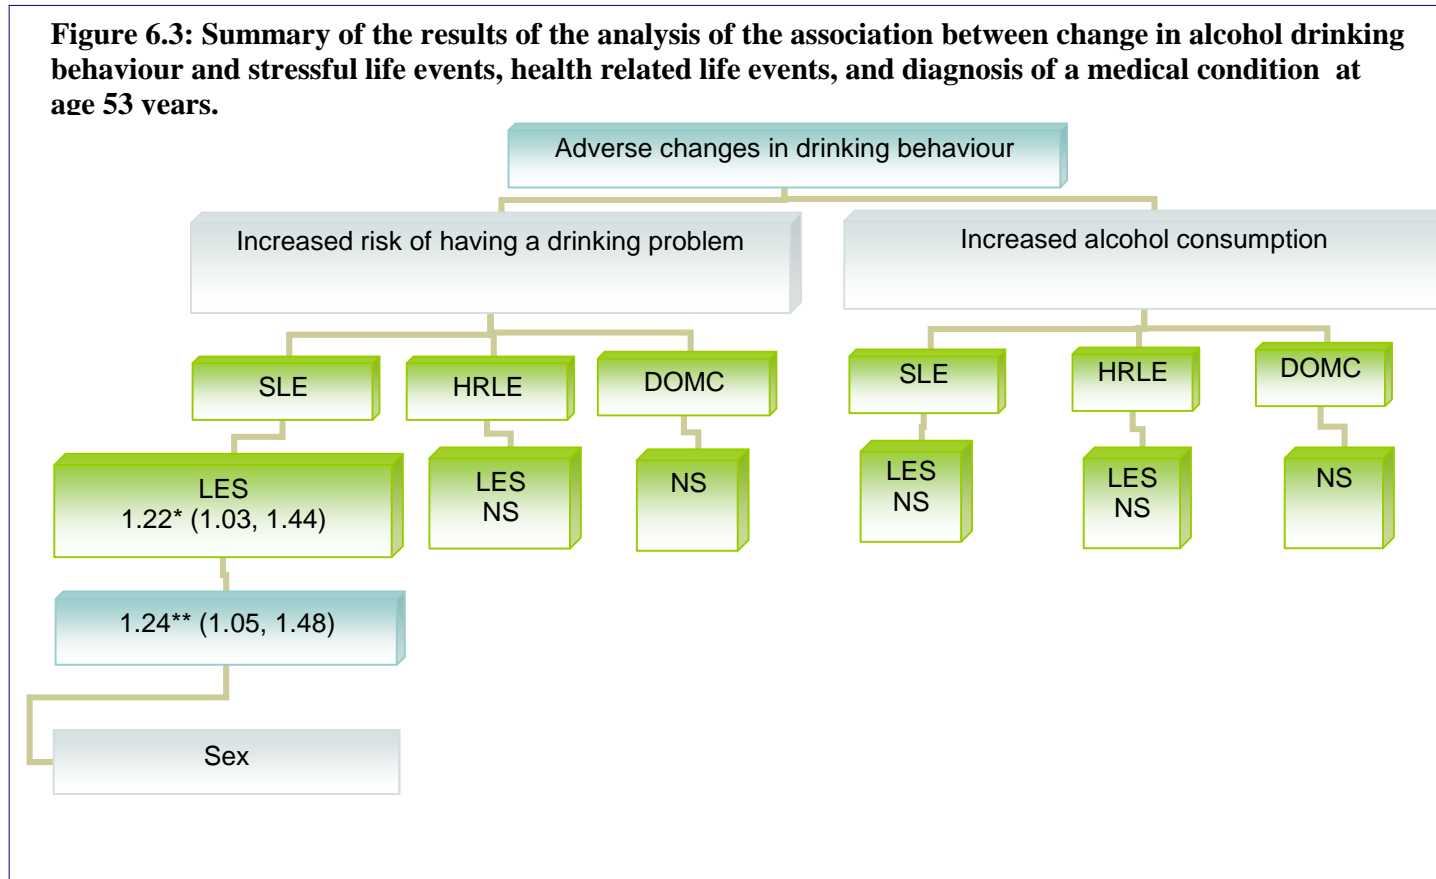 Figure 6.3: Summary of the results of the analysis of the association between change in alcohol drinking
behaviour and stressful life events, health related life events, and diagnosis of a medical condition at
age 53 years.
Adverse changes in drinking behaviour
Increased risk of having a drinking problem
Increased alcohol consumption
SLE
HRLE
DOMC
SLE
HRLE
DOMC
LES
1.22* (1.03, 1.44)
LES
NS
NS
LES
NS
LES
NS
NS
1.24** (1.05, 1.48)
Sex